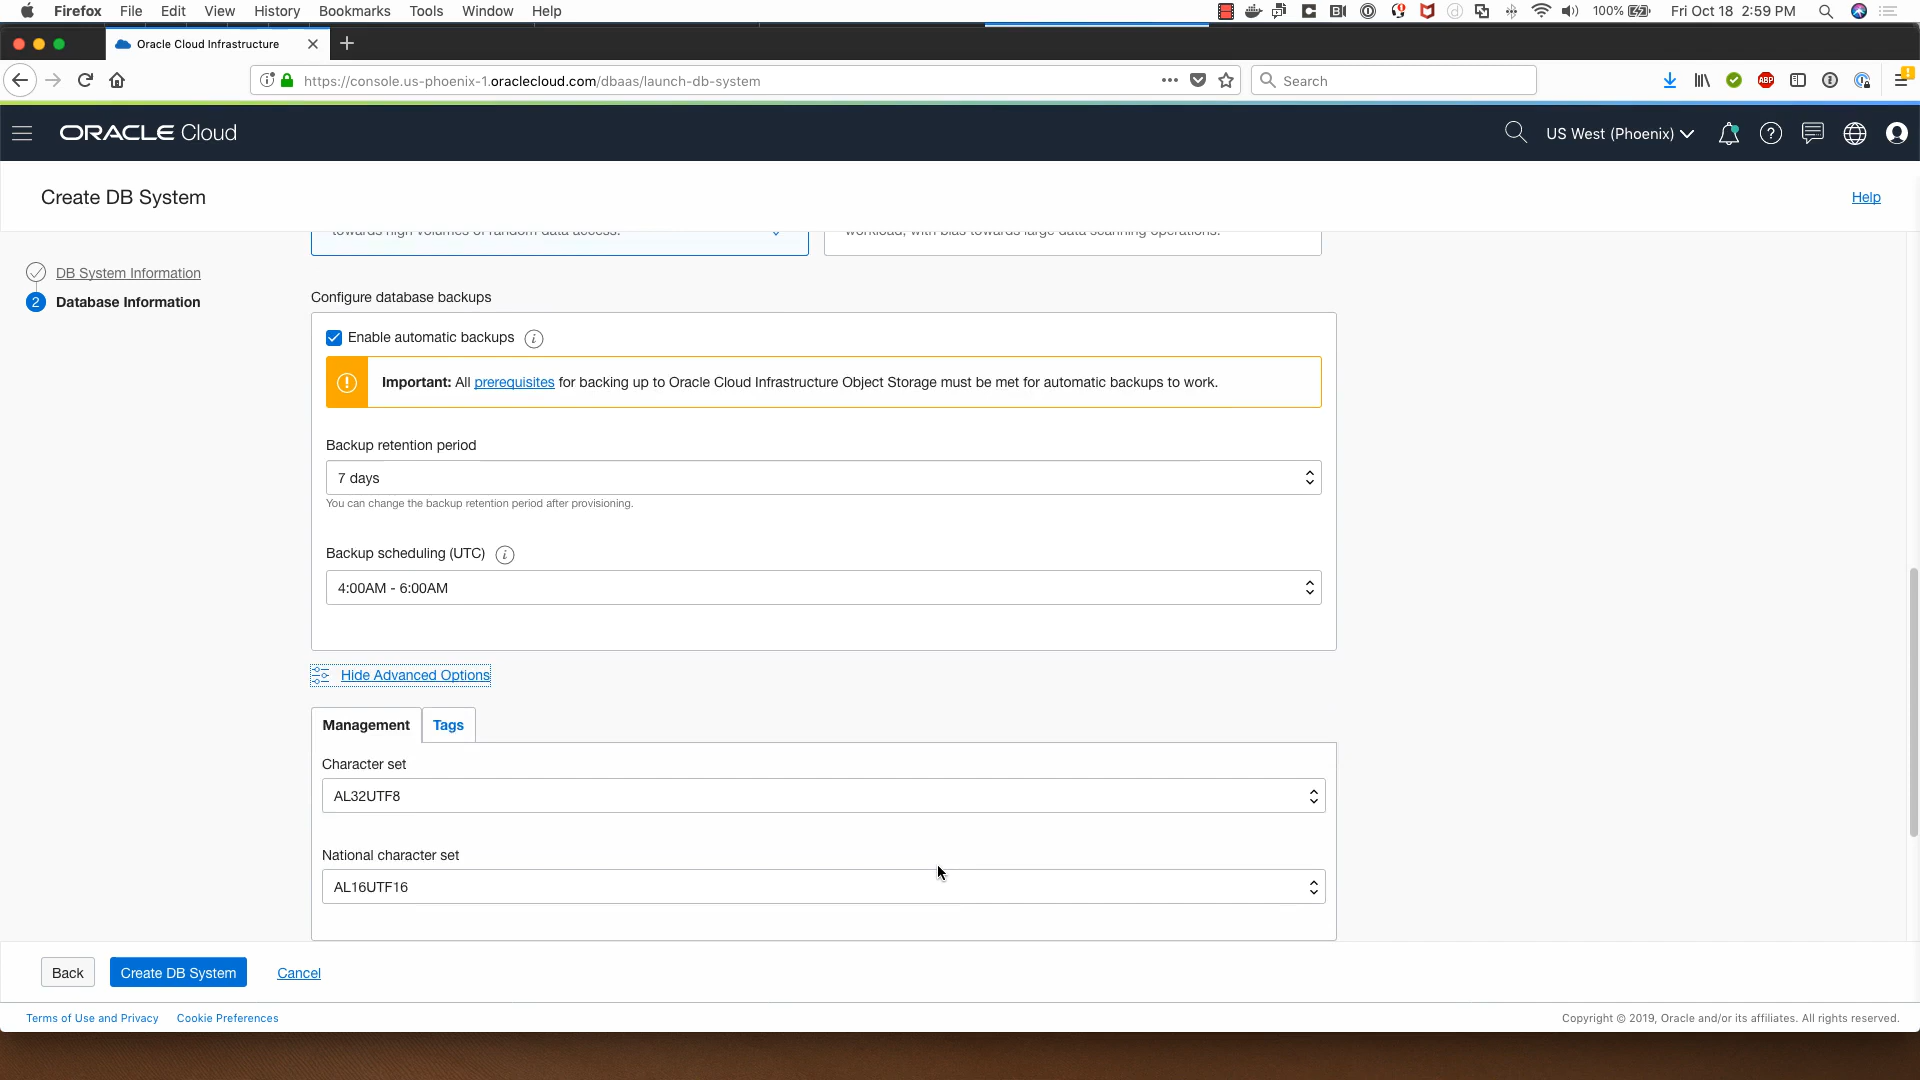 Firefox File Edit View History Bookmarks Tools Window Help 100% Fri Oct 18 2:59 PM
Oracle Cloud Infrastructure
https://console.us-phoenix-1.oraclecloud.com/dbaas/launch-db-system Search ABP
ORACLE Cloud US West (Phoenix)
Create DB System Help
towards high volumes of random data access. workload, with bias towards large data scanning operations.
DB System Information
2 Database Information
Configure database backups
Enable automatic backups i
Important: All prerequisites for backing up to Oracle Cloud Infrastructure Object Storage must be met for automatic backups to work.
Backup retention period
7 days
You can change the backup retention period after provisioning.
Backup scheduling (UTC) i
4:00AM - 6:00AM
Hide Advanced Options
Management Tags
Character set
AL32UTF8
National character set
AL16UTF16
Back Create DB System Cancel
Terms of Use and Privacy Cookie Preferences Copyright © 2019, Oracle and/or its affiliates. All rights reserved.